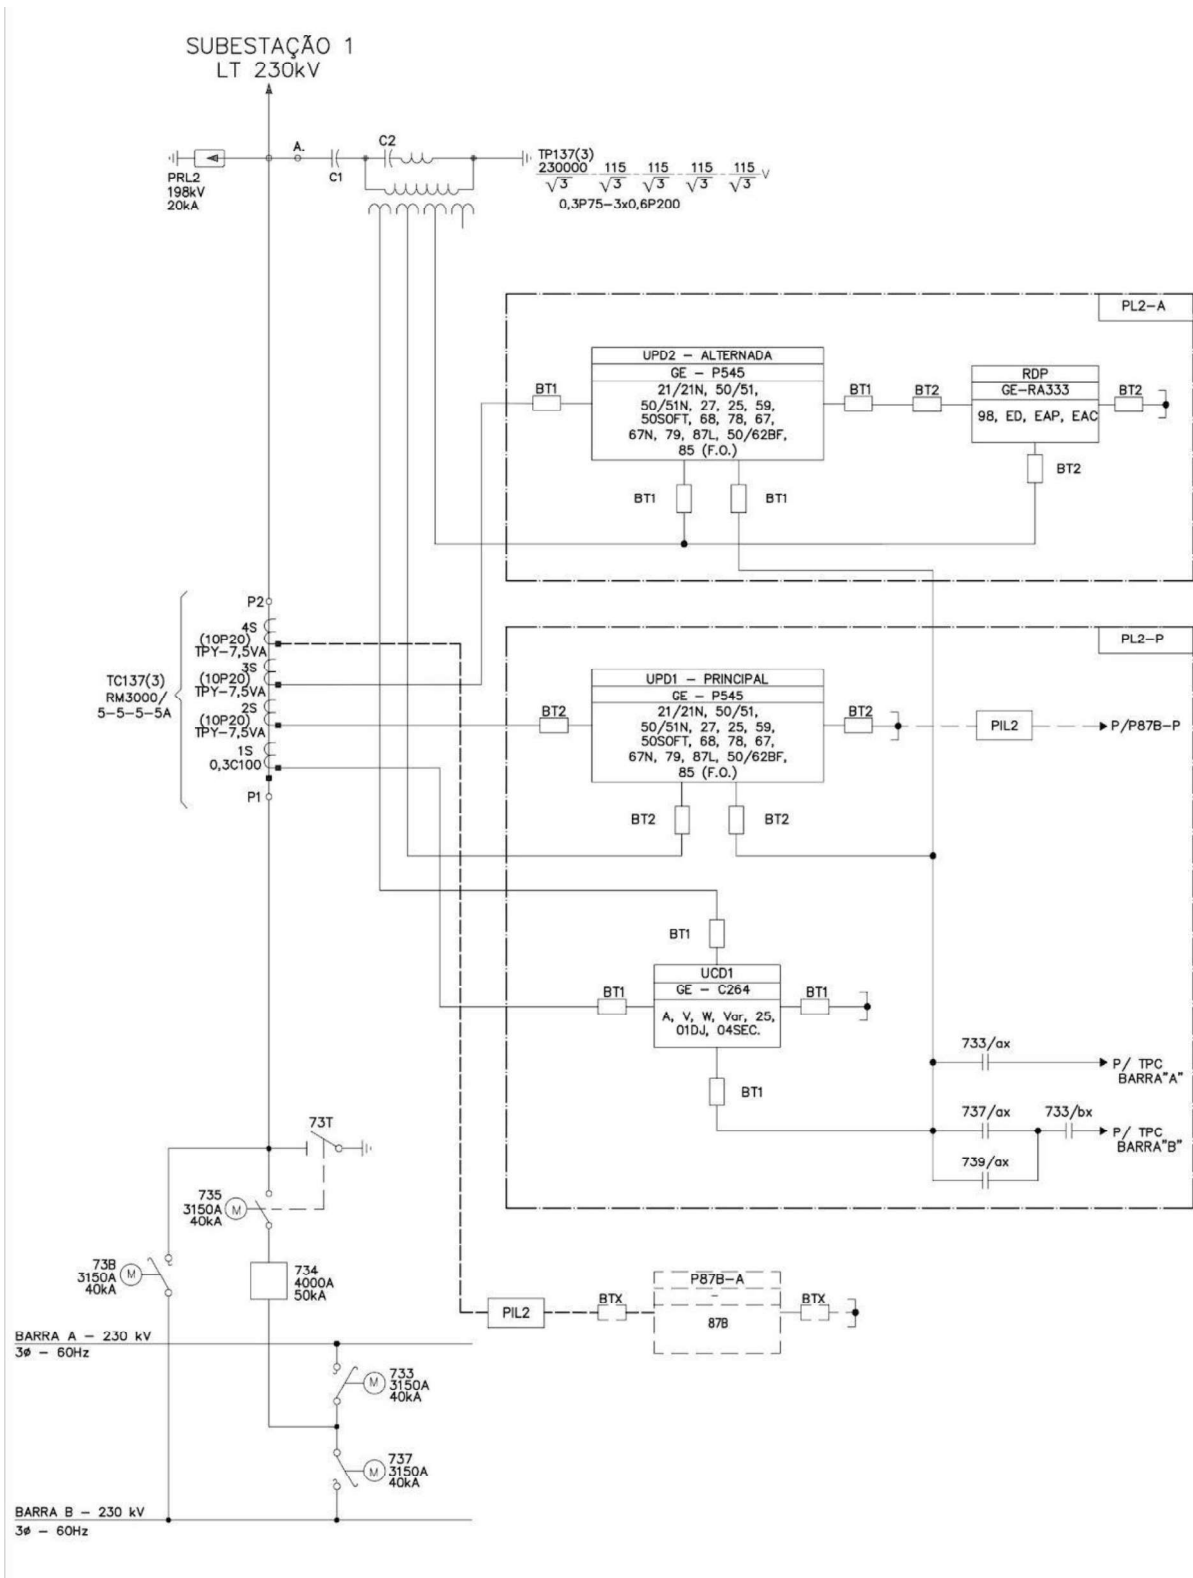 SUBESTAÇÃO 1
LT 230kV
A.
C2
C1
PRL2
198kV
20kA
TP137(3)
230000 115 115 115 115
√3 √3 √3 √3 √3 V
0,3P75-3x0,6P200
PL2-A
UPD2 - ALTERNADA
GE - P545
21/21N, 50/51,
50/51N, 27, 25, 59,
50SOFT, 68, 78, 67,
67N, 79, 87L, 50/62BF,
85 (F.O.)
BT1
BT1
BT2
RDP
GE-RA333
98, ED, EAP, EAC
BT2
BT1
BT1
BT2
P2
4S
(10P20)
TPY-7,5VA
3S
(10P20)
TPY-7,5VA
2S
(10P20)
TPY-7,5VA
1S
0,3C100
P1
TC137(3)
RM3000/
5-5-5-5A
PL2-P
UPD1 - PRINCIPAL
GE - P545
21/21N, 50/51,
50/51N, 27, 25, 59,
50SOFT, 68, 78, 67,
67N, 79, 87L, 50/62BF,
85 (F.O.)
BT2
BT2
PIL2
P/P87B-P
BT2
BT2
BT1
UCD1
GE - C264
A, V, W, Var, 25,
01DJ, 04SEC.
BT1
BT1
BT1
733/ax
P/ TPC
BARRA"A"
737/ax
733/bx
P/ TPC
BARRA"B"
739/ax
73T
735
3150A
40kA
M
73B
3150A
40kA
M
734
4000A
50kA
PIL2
BTX
P87B-A
-
87B
BTX
BARRA A - 230 kV
3ø - 60Hz
M
733
3150A
40kA
M
737
3150A
40kA
BARRA B - 230 kV
3ø - 60Hz